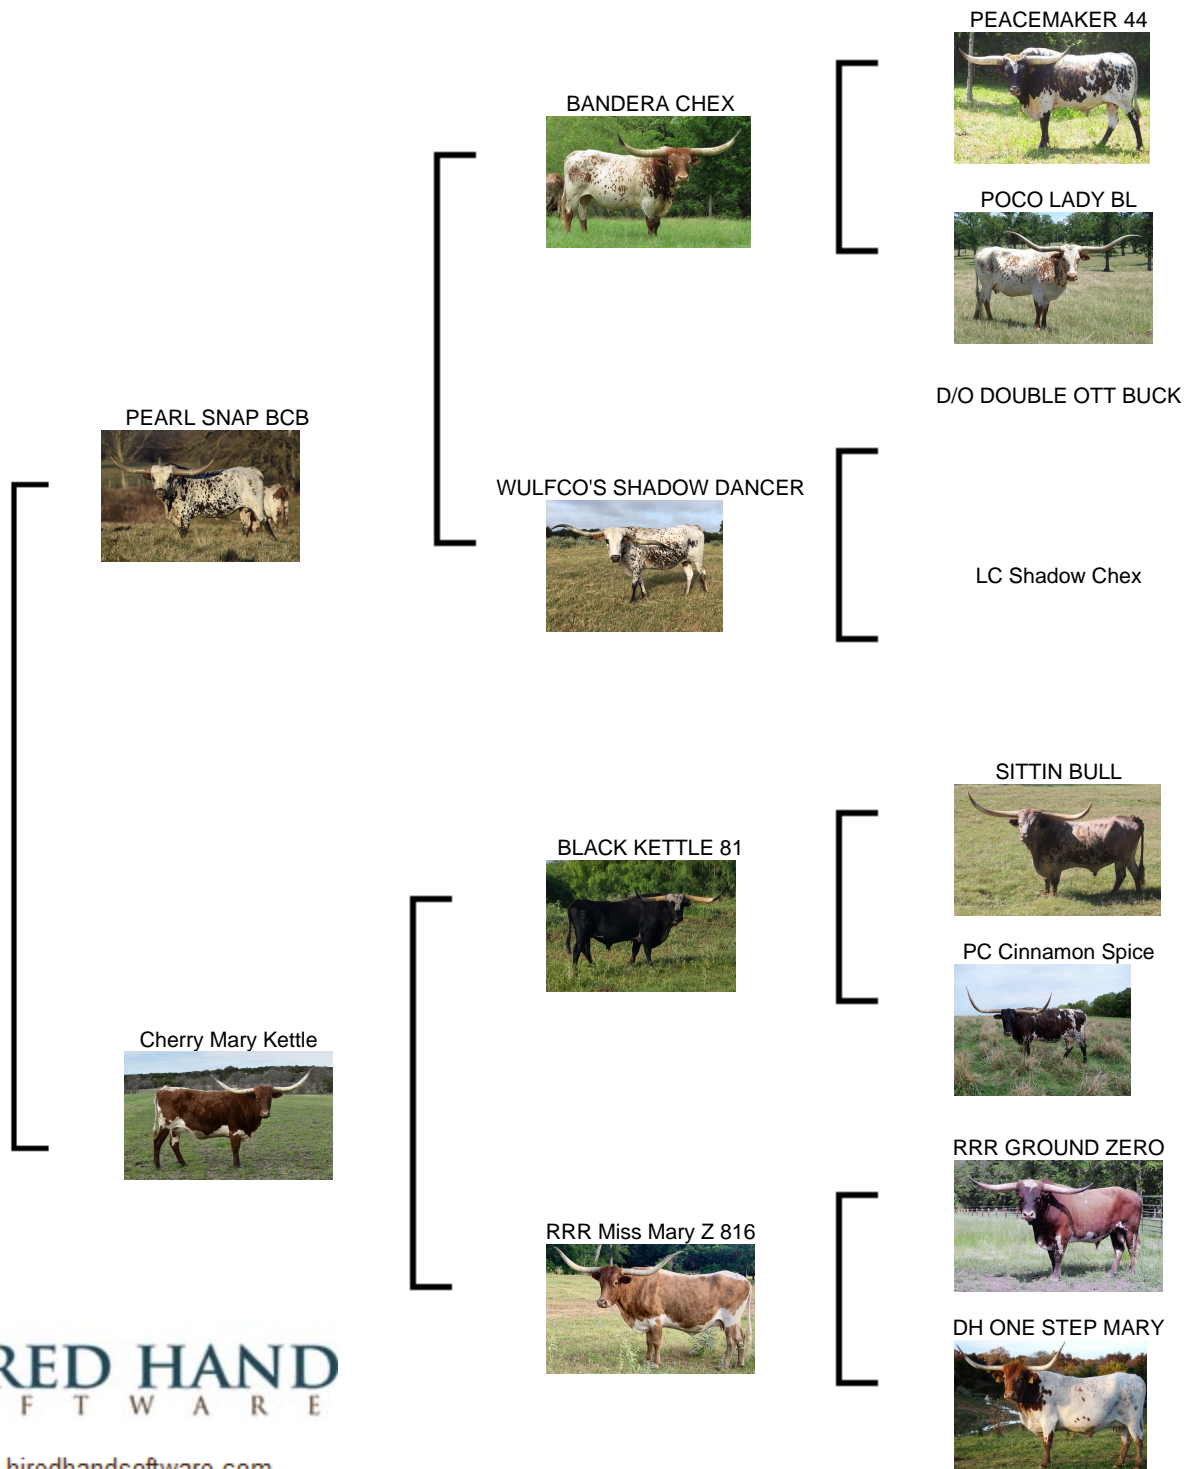 PEACEMAKER 44
BANDERA CHEX
POCO LADY BL
D/O DOUBLE OTT BUCK
PEARL SNAP BCB
WULFCO'S SHADOW DANCER
LC Shadow Chex
SITTIN BULL
BLACK KETTLE 81
PC Cinnamon Spice
Cherry Mary Kettle
RRR GROUND ZERO
RRR Miss Mary Z 816
DH ONE STEP MARY
RED HAND
F T W A R E
hiredhandsoftware.com